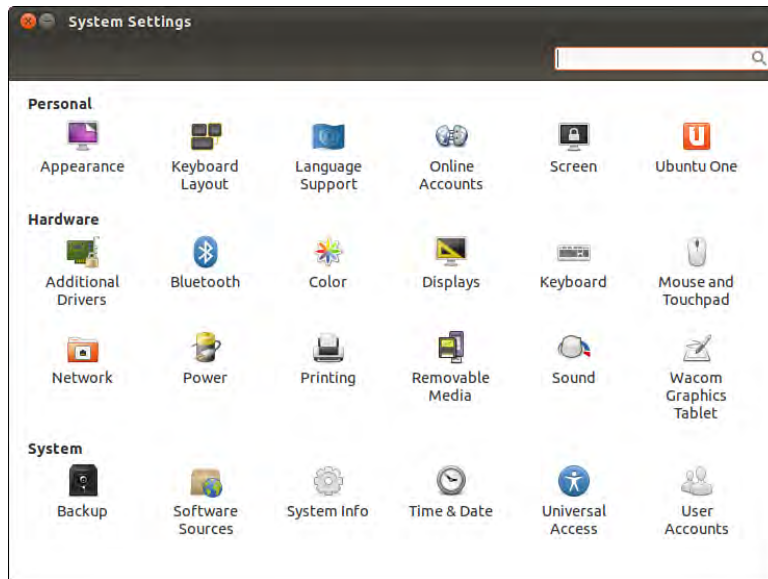 System Settings
Personal
Appearance
Keyboard
Layout
Language
Support
Online
Accounts
Screen
Ubuntu One
Hardware
Additional
Drivers
Bluetooth
Color
Displays
Keyboard
Mouse and
Touchpad
Network
Power
Printing
Removable
Media
Sound
Wacom
Graphics
Tablet
System
Backup
Software
Sources
System Info
Time & Date
Universal
Access
User
Accounts